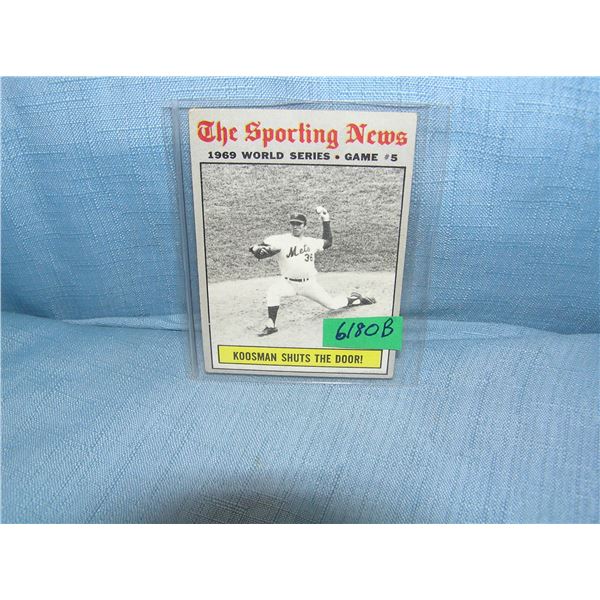 The Sporting News
1969 WORLD SERIES • GAME #5
Mets
36
6180B
KOOSMAN SHUTS THE DOOR!